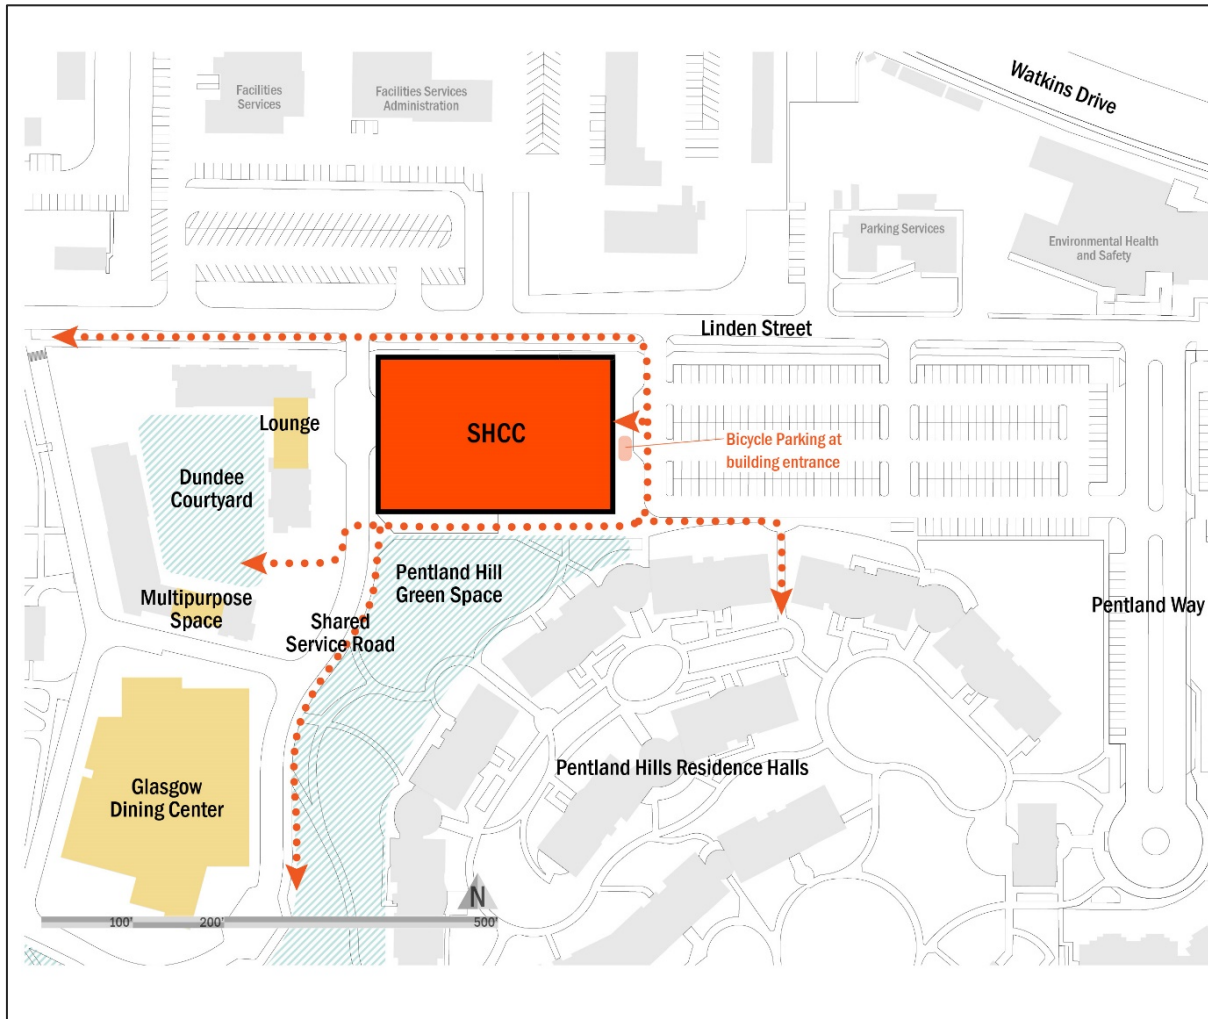 Facilities
Services
Facilities Services
Administration
Watkins Drive
Parking Services
Environmental Health
and Safety
Linden Street
Lounge
SHCC
Bicycle Parking at
building entrance
Dundee
Courtyard
Pentland Hill
Green Space
Multipurpose
Space
Shared
Service Road
Pentland Way
Pentland Hills Residence Halls
Glasgow
Dining Center
N
100'
200'
500'